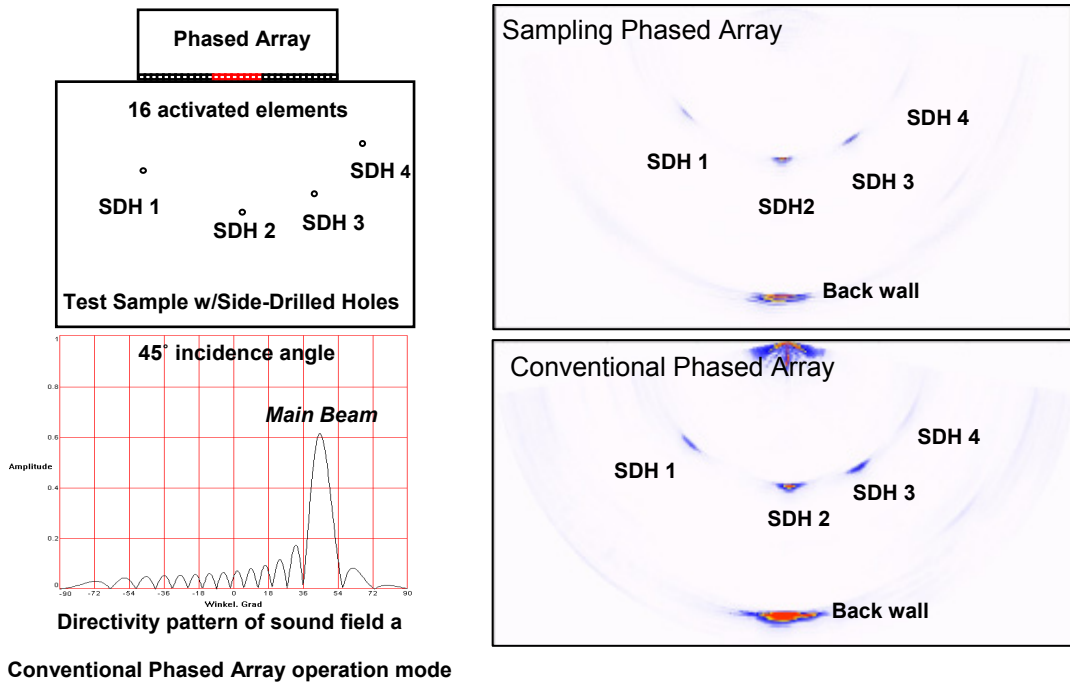 Phased Array
16 activated elements
SDH 1
SDH 2
SDH 3
SDH 4
Test Sample w/Side-Drilled Holes
45° incidence angle
Main Beam
Amplitude
1
0.8
0.6
0.4
0.2
0
-90 -72 -54 -36 -18 0 18 36 54 72 90
Winkel. Grad
Directivity pattern of sound field a
Conventional Phased Array operation mode
Sampling Phased Array
SDH 1
SDH2
SDH 3
SDH 4
Back wall
Conventional Phased Array
SDH 1
SDH 2
SDH 3
SDH 4
Back wall